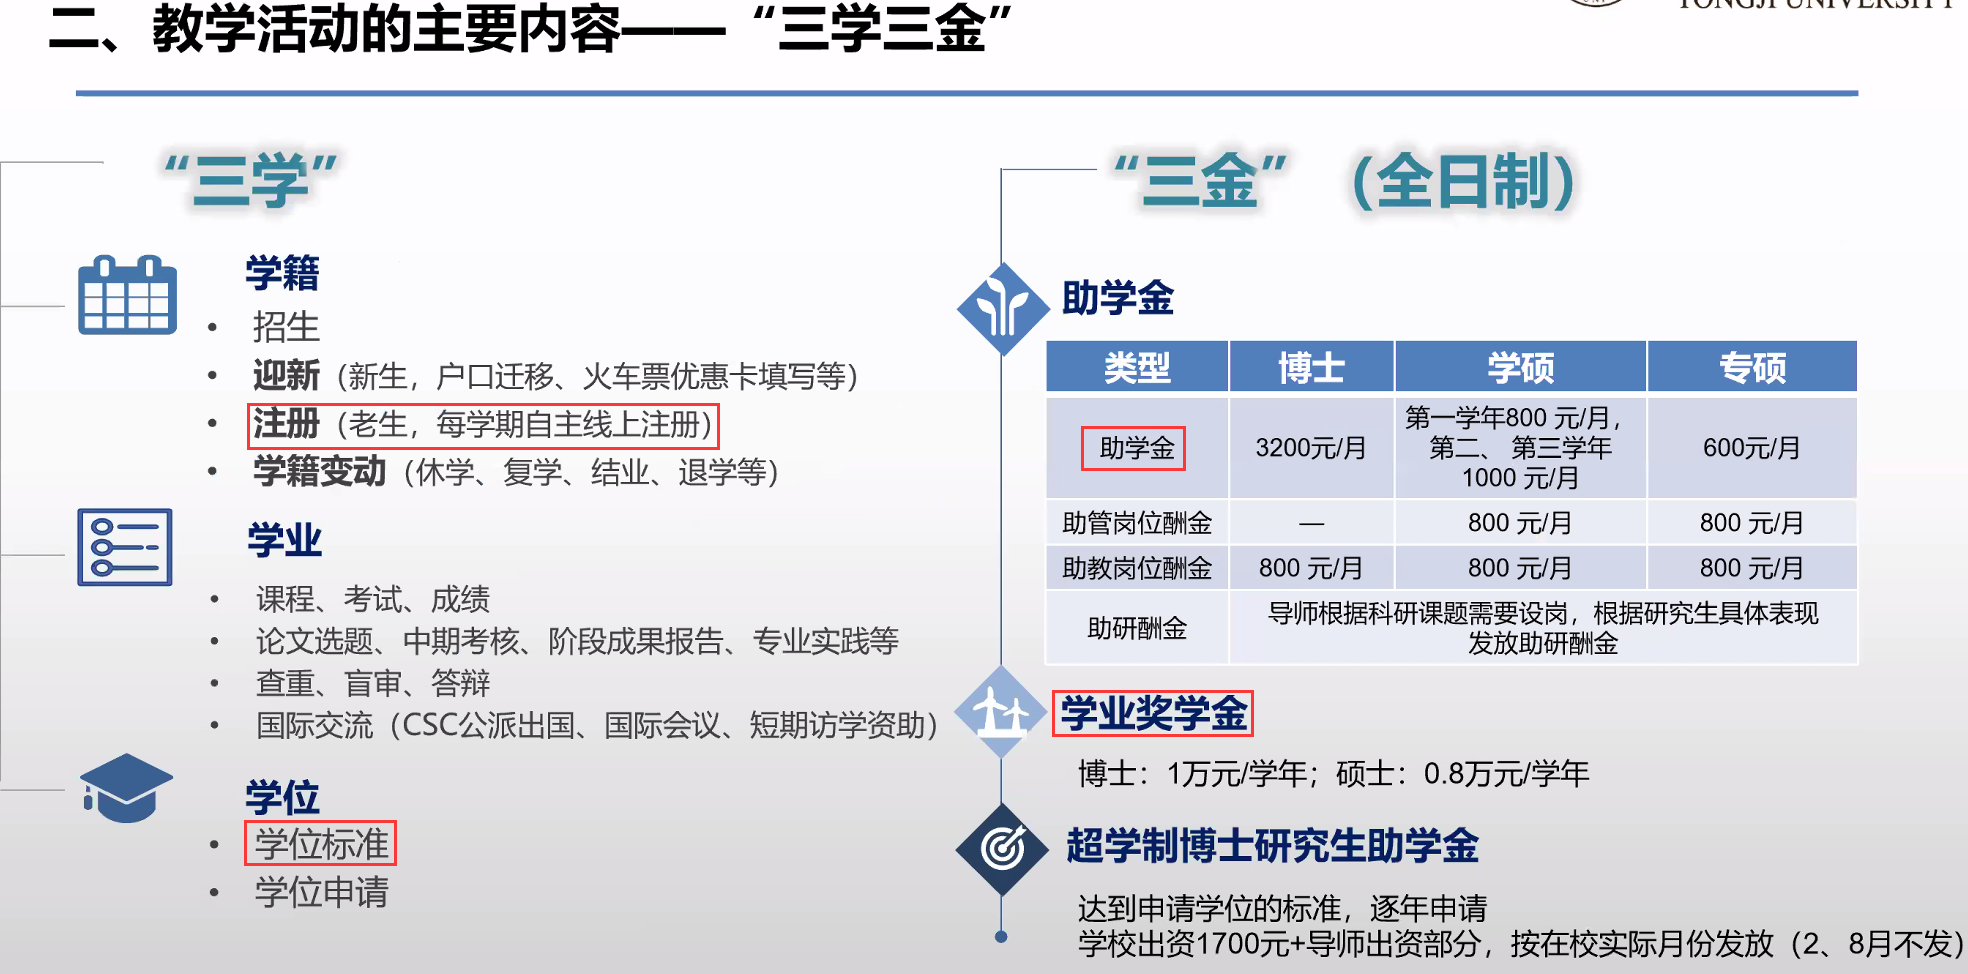 二、教学活动的主要内容——“三学三金”
TONGJI UNIVERSITY
“三学”
学籍
• 招生
• 迎新（新生，户口迁移、火车票优惠卡填写等）
• 注册（老生，每学期自主线上注册）
• 学籍变动（休学、复学、结业、退学等）
学业
• 课程、考试、成绩
• 论文选题、中期考核、阶段成果报告、专业实践等
• 查重、盲审、答辩
• 国际交流（CSC公派出国、国际会议、短期访学资助）
学位
• 学位标准
• 学位申请
“三金” （全日制）
助学金
类型 博士 学硕 专硕
助学金 3200元/月 第一学年800 元/月，
第二、 第三学年
1000 元/月 600元/月
助管岗位酬金 — 800 元/月 800 元/月
助教岗位酬金 800 元/月 800 元/月 800 元/月
助研酬金 导师根据科研课题需要设岗，根据研究生具体表现
发放助研酬金
学业奖学金
博士：1万元/学年；硕士：0.8万元/学年
超学制博士研究生助学金
达到申请学位的标准，逐年申请
学校出资1700元+导师出资部分，按在校实际月份发放（2、8月不发）